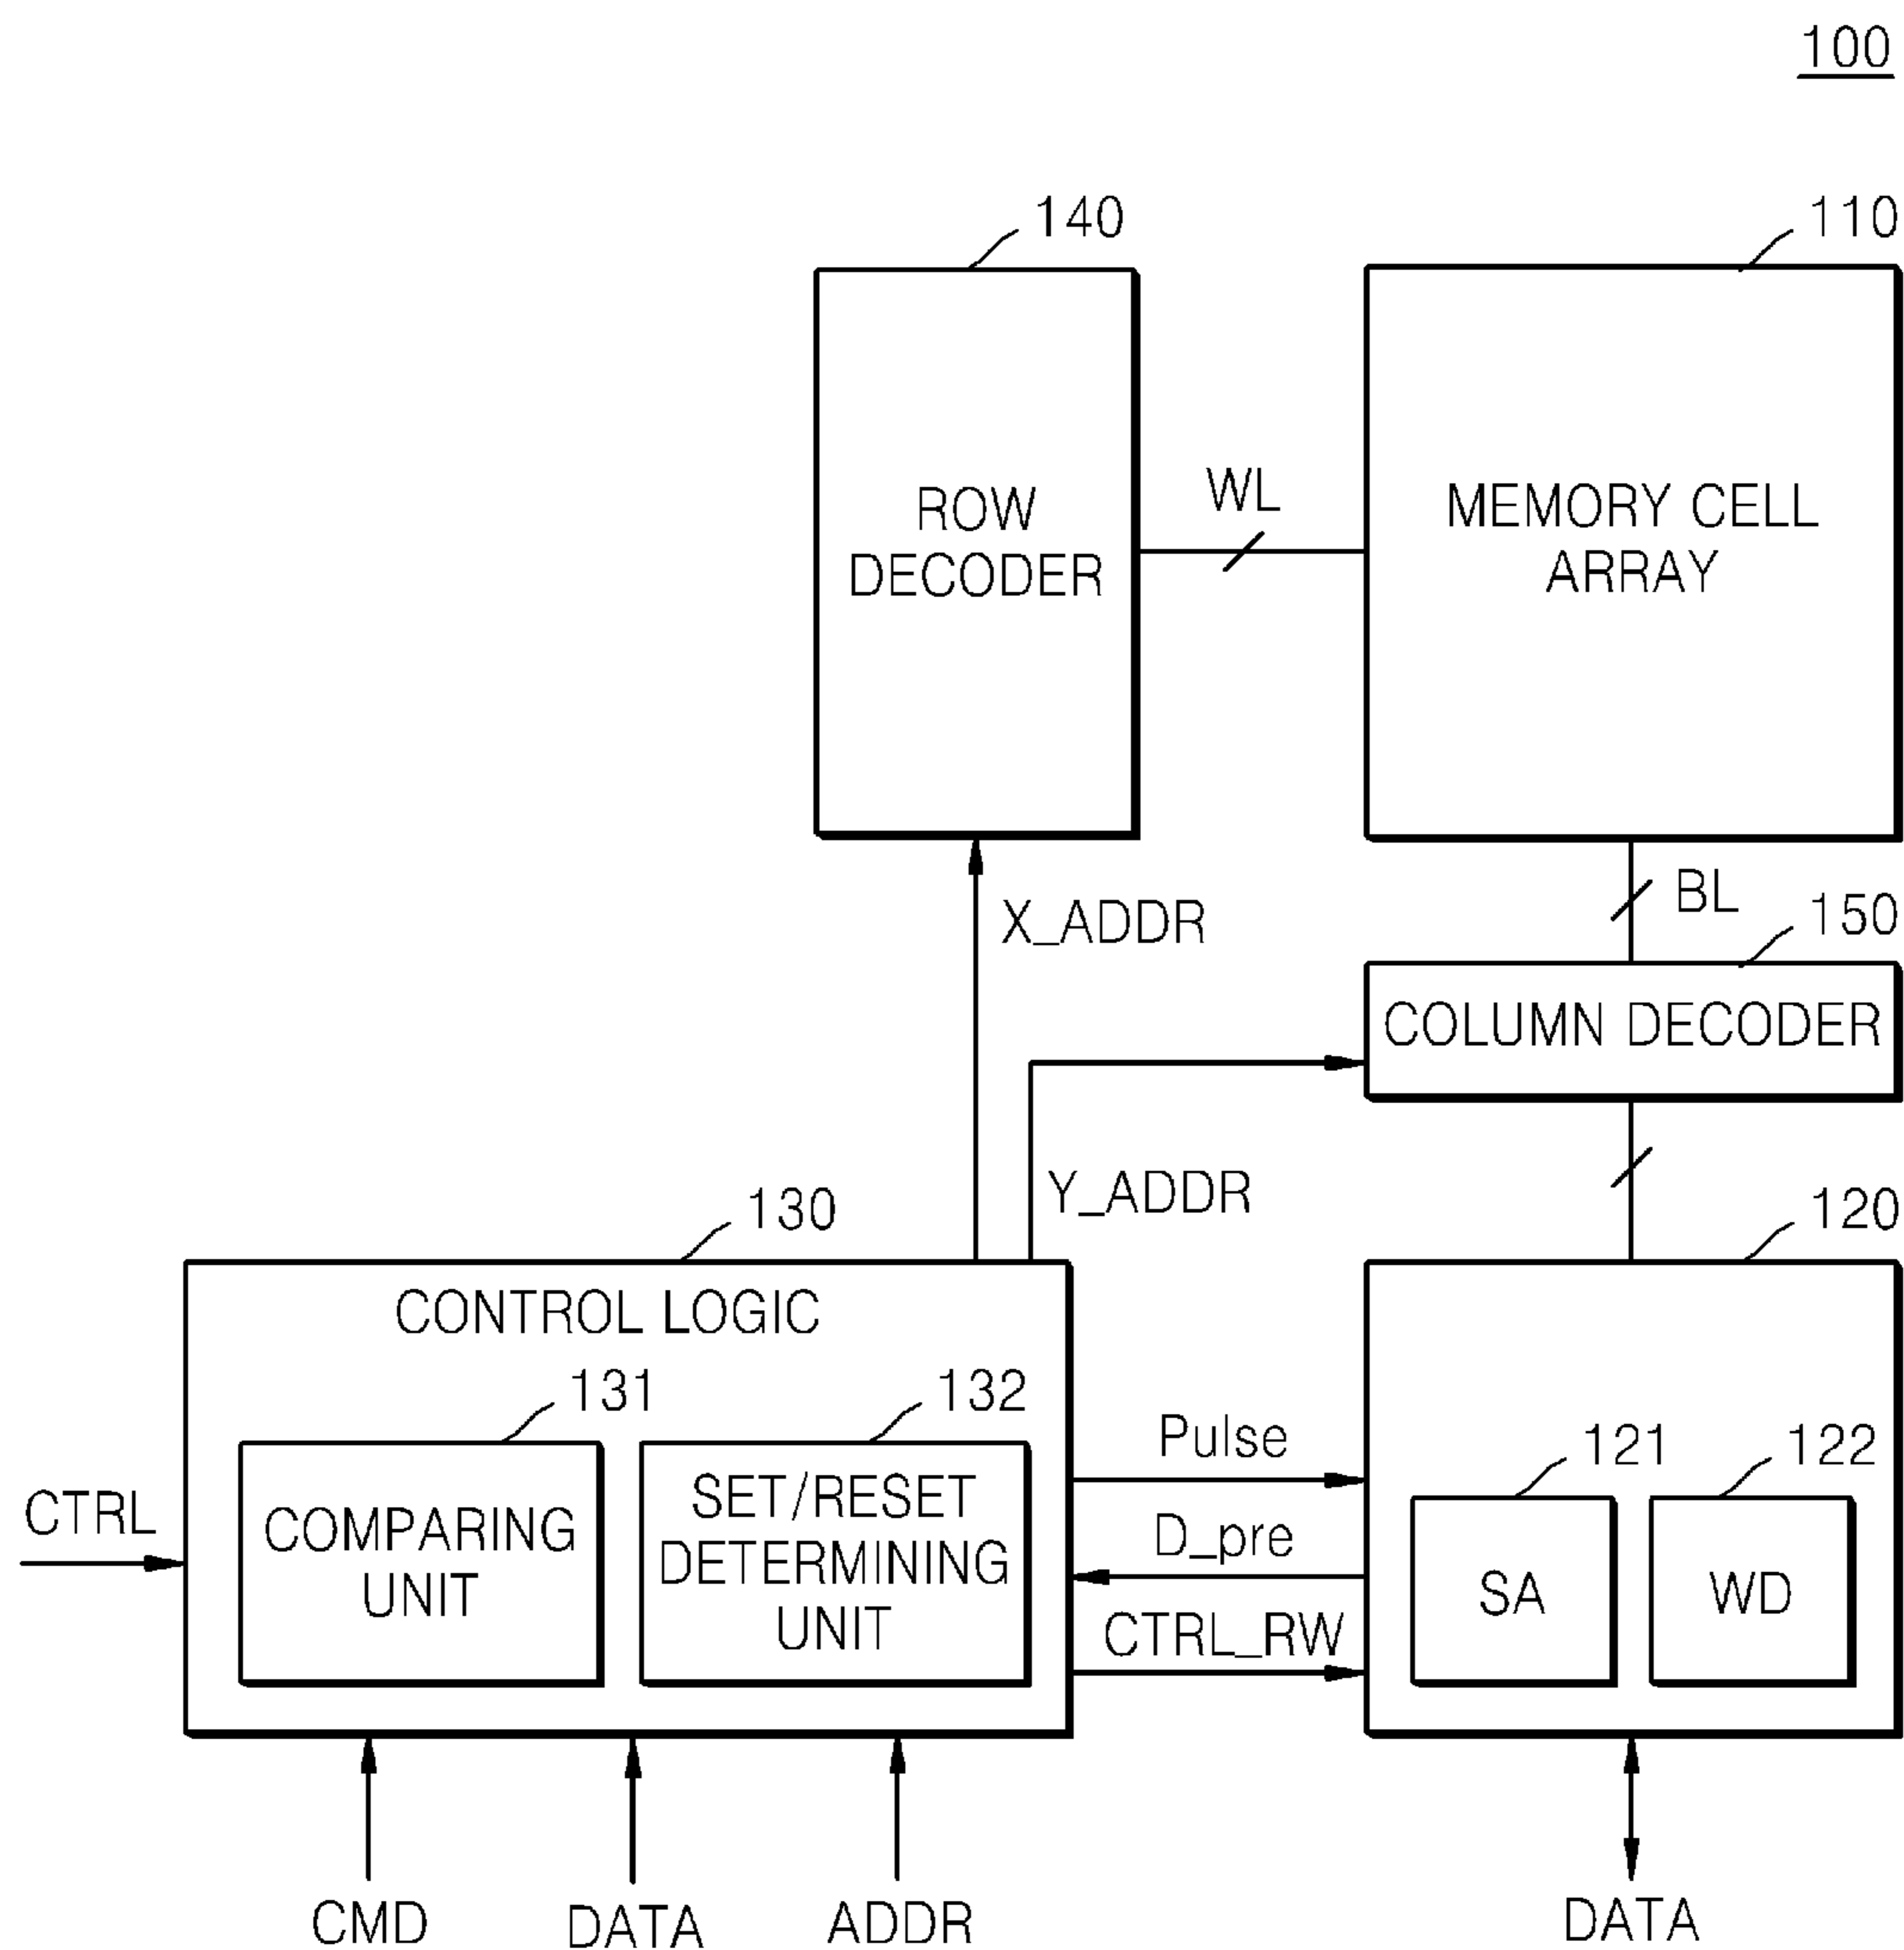 100
140
110
ROW
DECODER
WL
MEMORY CELL
ARRAY
X_ADDR
BL
150
COLUMN DECODER
Y_ADDR
130
120
CONTROL LOGIC
131
132
Pulse
121
122
CTRL
COMPARING
UNIT
SET/RESET
DETERMINING
UNIT
D_pre
SA
WD
CTRL_RW
CMD
DATA
ADDR
DATA